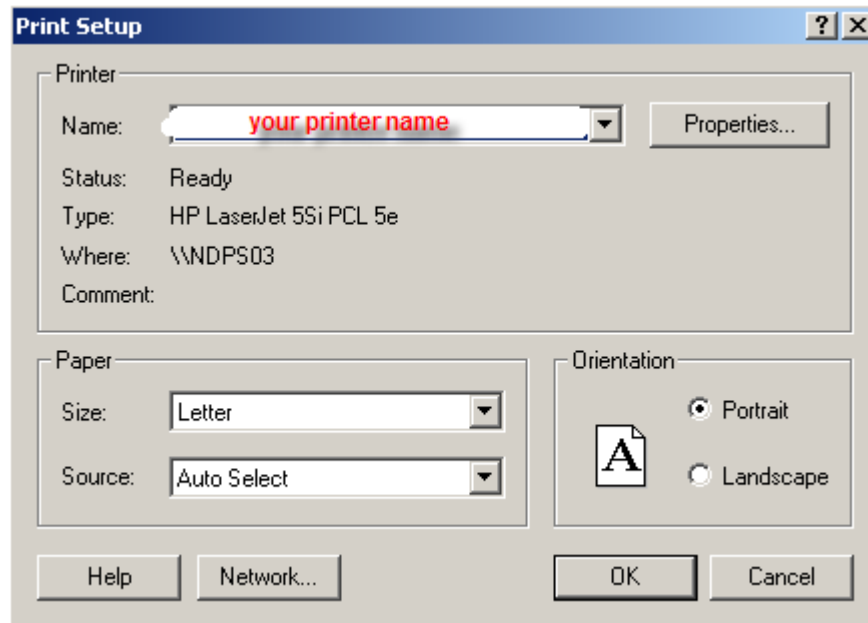 Print Setup
Printer
Name: your printer name Properties...
Status: Ready
Type: HP LaserJet 5Si PCL 5e
Where: \\NDPS03
Comment:
Paper
Size: Letter
Source: Auto Select
Orientation
A
Portrait
Landscape
Help Network... OK Cancel